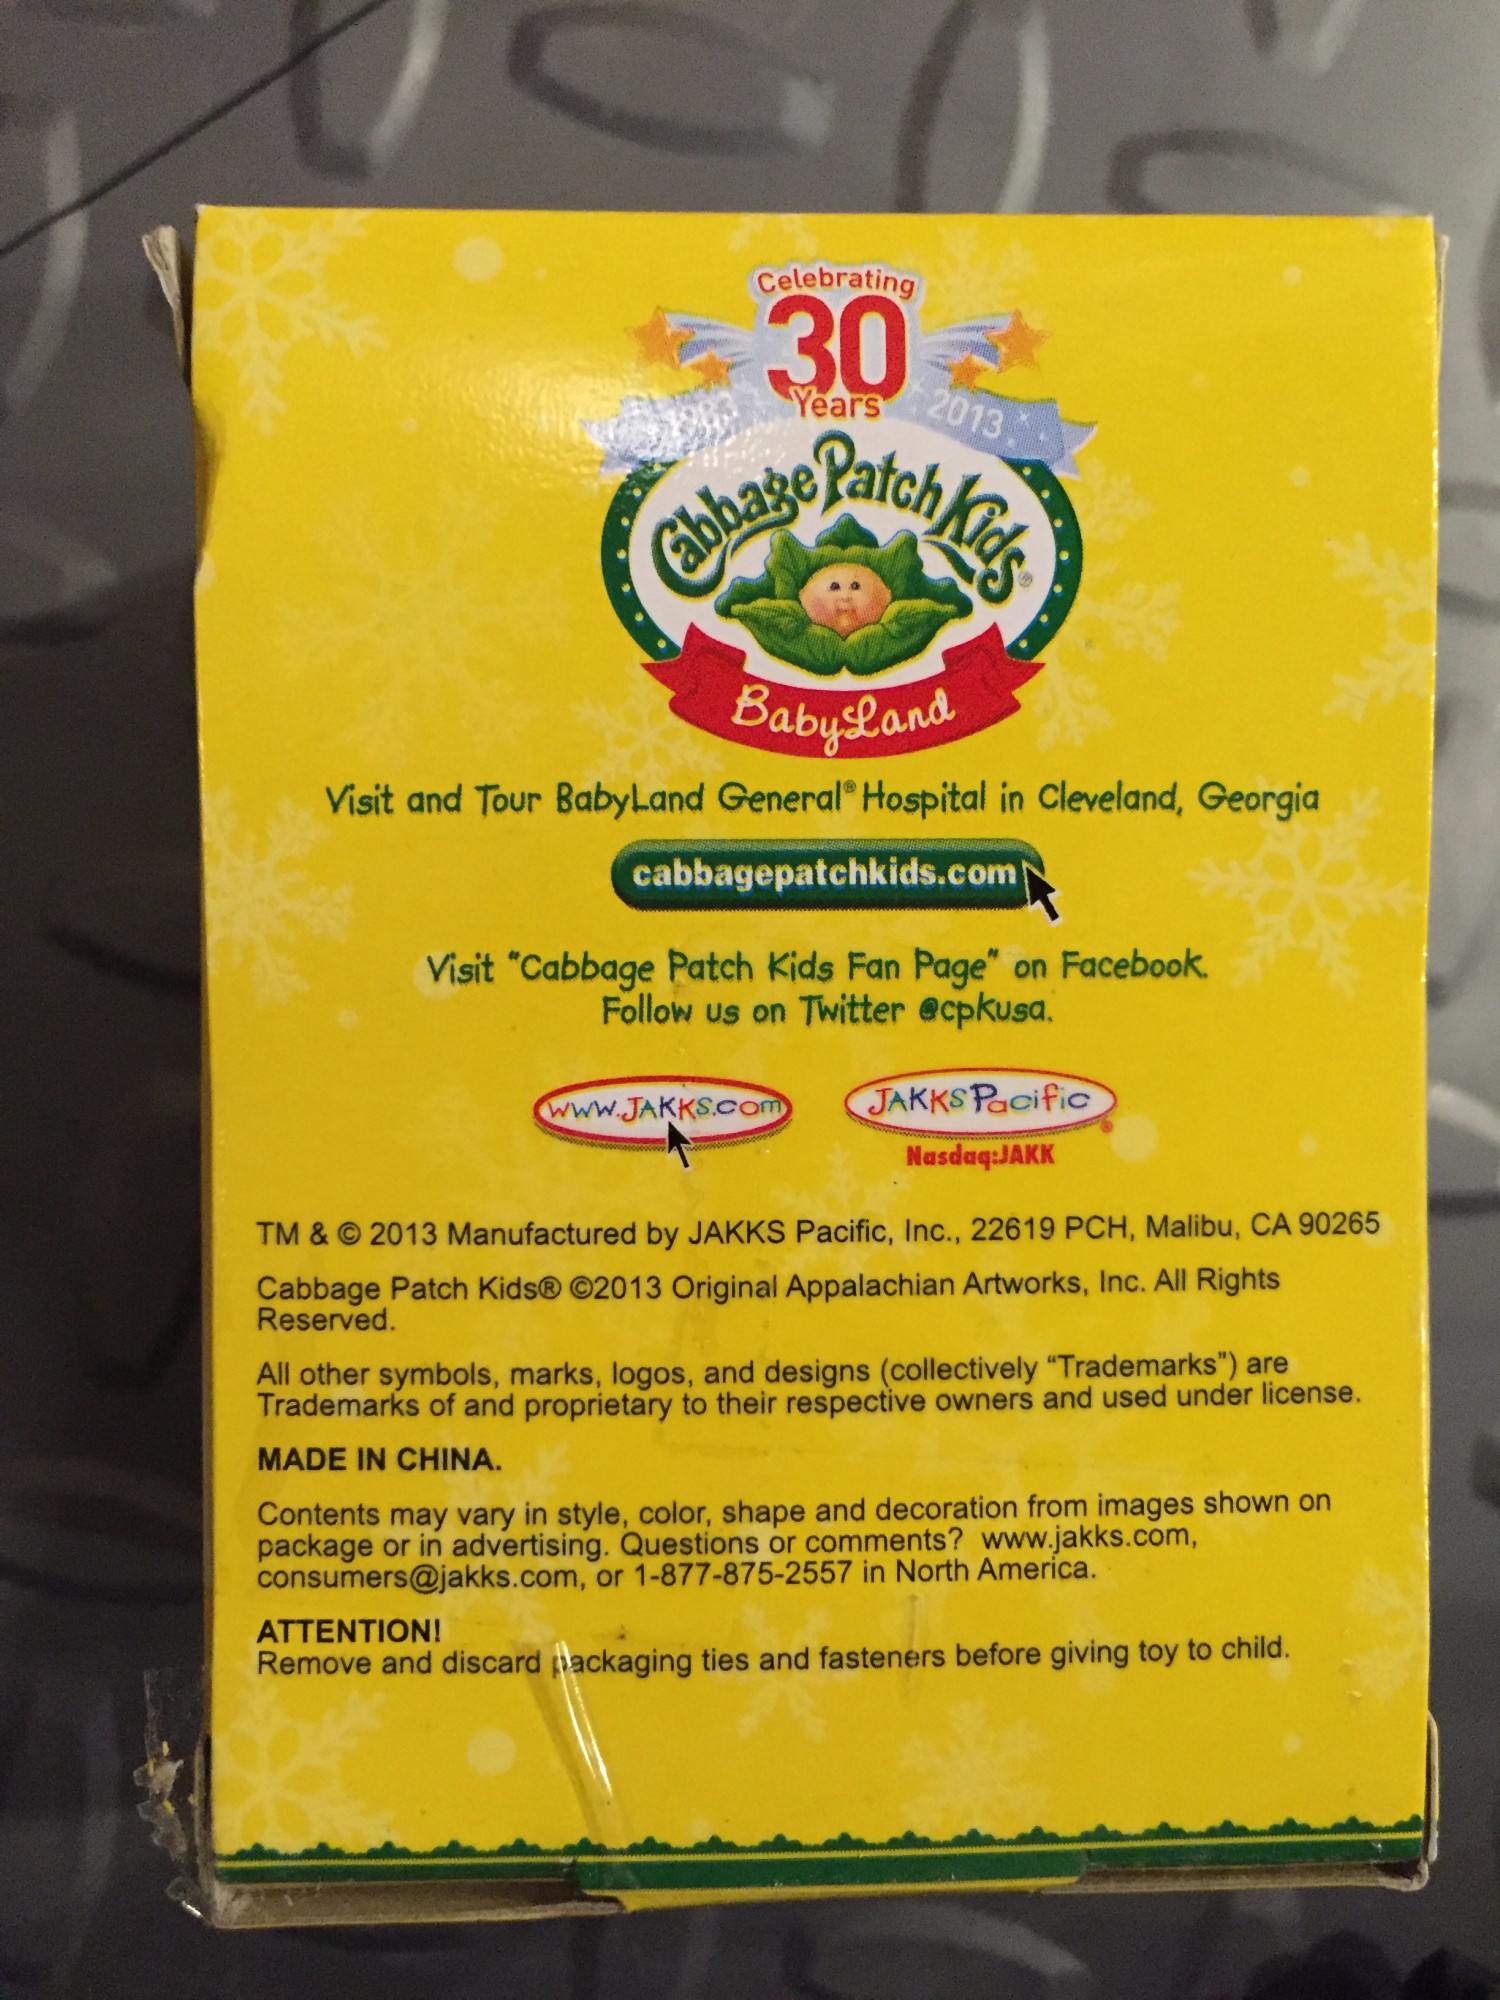 Celebrating
30
Years
1983 2013
Cabbage Patch Kids®
BabyLand
Visit and Tour BabyLand General® Hospital in Cleveland, Georgia
cabbagepatchkids.com
Visit “Cabbage Patch Kids Fan Page” on Facebook.
Follow us on Twitter @cpkusa.
www.JAKKS.com
JAKKS Pacific®
Nasdaq:JAKK
TM & © 2013 Manufactured by JAKKS Pacific, Inc., 22619 PCH, Malibu, CA 90265
Cabbage Patch Kids® ©2013 Original Appalachian Artworks, Inc. All Rights
Reserved.
All other symbols, marks, logos, and designs (collectively “Trademarks”) are
Trademarks of and proprietary to their respective owners and used under license.
MADE IN CHINA.
Contents may vary in style, color, shape and decoration from images shown on
package or in advertising. Questions or comments? www.jakks.com,
consumers@jakks.com, or 1-877-875-2557 in North America.
ATTENTION!
Remove and discard packaging ties and fasteners before giving toy to child.